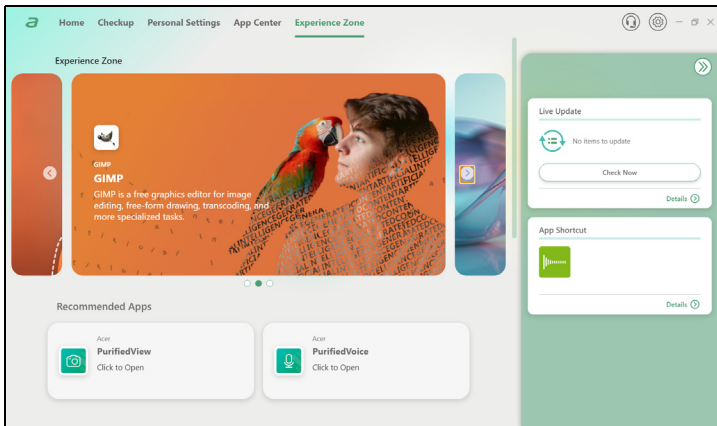 a Home Checkup Personal Settings App Center Experience Zone
Experience Zone
GIMP
GIMP
GIMP is a free graphics editor for image
editing, free-form drawing, transcoding, and
more specialized tasks.
Recommended Apps
Acer
PurifiedView
Click to Open
Acer
PurifiedVoice
Click to Open
Live Update
No items to update
Check Now
Details
App Shortcut
Details